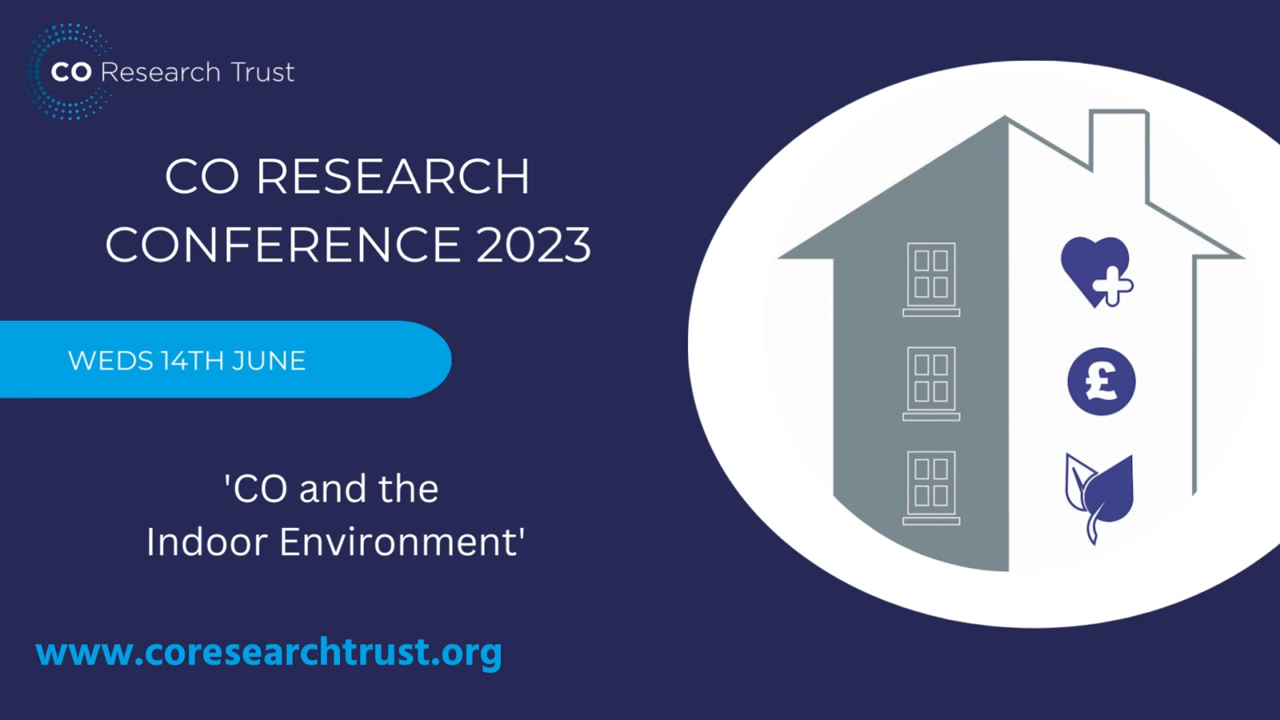 CO Research Trust
CO RESEARCH
CONFERENCE 2023
WEDS 14TH JUNE
'CO and the
Indoor Environment'
www.coresearchtrust.org
£